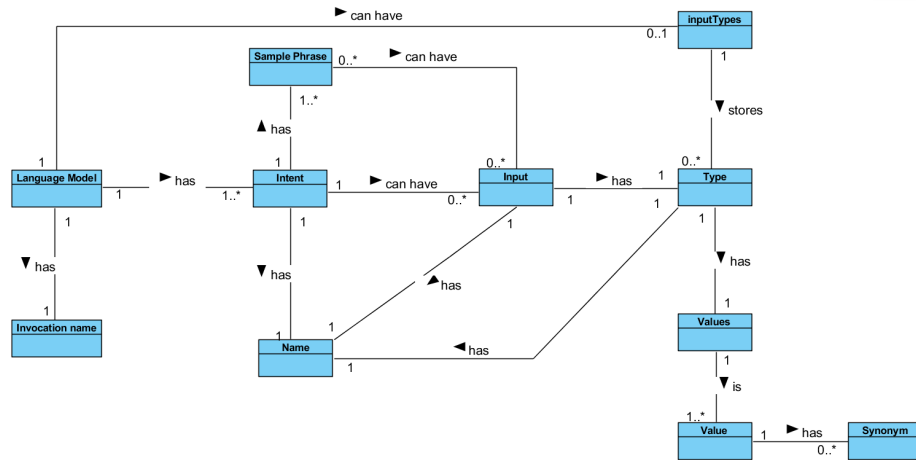 can have
inputTypes
0..1
1
Sample Phrase
0..*
can have
1..*
stores
has
1
1
0..*
0..*
Language Model
has
Intent
1
can have
Input
has
1
Type
1
1..*
0..*
1
1
1
1
1
1
has
has
has
has
1
1
1
1
Invocation name
Name
has
Values
1
1
is
1..*
Value
1
has
Synonym
0..*